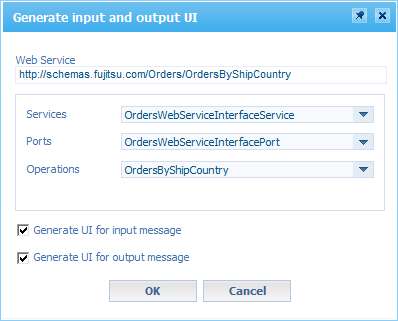 Generate input and output UI
Web Service
http://schemas.fujitsu.com/Orders/OrdersByShipCountry
Services OrdersWebServiceInterfaceService
Ports OrdersWebServiceInterfacePort
Operations OrdersByShipCountry
Generate UI for input message
Generate UI for output message
OK Cancel